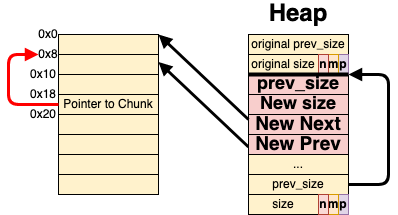 Heap
0x0
0x8
0x10
0x18
0x20
Pointer to Chunk
original prev_size
original size n m p
prev_size
New size
New Next
New Prev
...
prev_size
size n m p